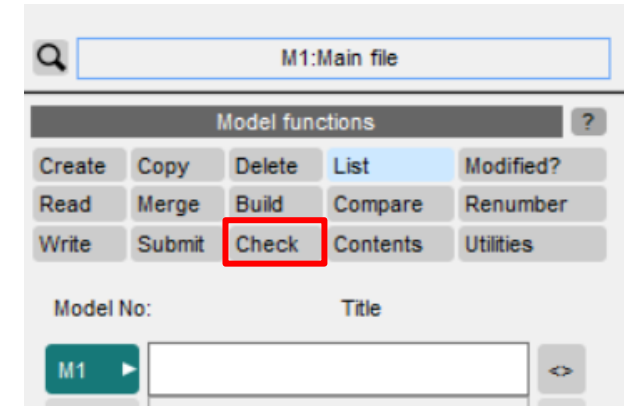 M1:Main file
Model functions ?
Create Copy Delete List Modified?
Read Merge Build Compare Renumber
Write Submit Check Contents Utilities
Model No: Title
M1 <>